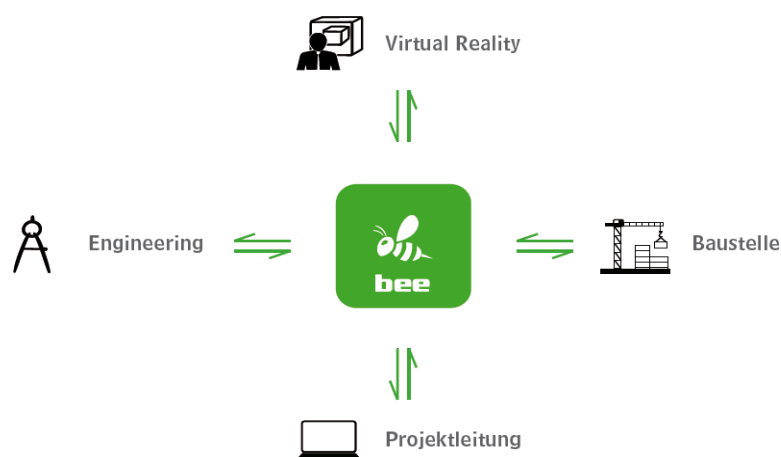 Virtual Reality
Engineering
bee
Baustelle
Projektleitung